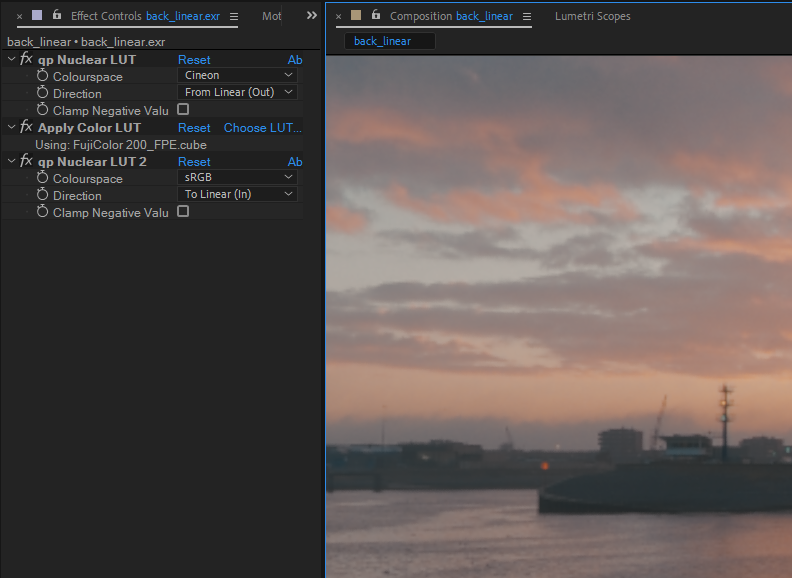 Effect Controls back_linear.exr
Mot
back_linear • back_linear.exr
fx qp Nuclear LUT Reset Ab
Colourspace Cineon
Direction From Linear (Out)
Clamp Negative Valu
fx Apply Color LUT Reset Choose LUT...
Using: FujiColor 200_FPE.cube
fx qp Nuclear LUT 2 Reset Ab
Colourspace sRGB
Direction To Linear (In)
Clamp Negative Valu
Composition back_linear
Lumetri Scopes
back_linear